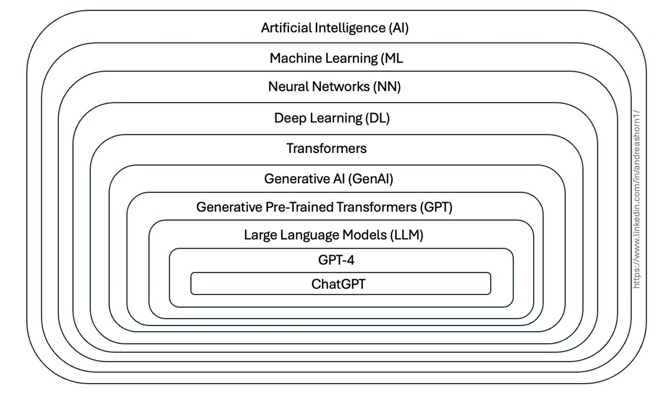 Artificial Intelligence (AI)
Machine Learning (ML
Neural Networks (NN)
Deep Learning (DL)
Transformers
Generative AI (GenAI)
Generative Pre-Trained Transformers (GPT)
Large Language Models (LLM)
GPT-4
ChatGPT
https://www.linkedin.com/in/andreashorn1/